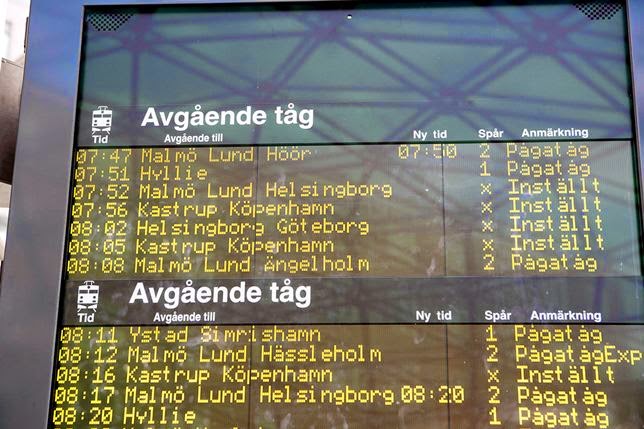 Avgående tåg
Tid Avgående till Ny tid Spår Anmärkning
07:47 Malmö Lund Höör 07:50 2 Pågatåg
07:51 Hyllie 1 Pågatåg
07:52 Malmö Lund Helsingborg x Inställt
07:56 Kastrup Köpenhamn x Inställt
08:02 Helsingborg Göteborg x Inställt
08:05 Kastrup Köpenhamn x Inställt
08:08 Malmö Lund Ängelholm 2 Pågatåg
Avgående tåg
Tid Avgående till Ny tid Spår Anmärkning
08:11 Ystad Simrishamn 1 Pågatåg
08:12 Malmö Lund Hässleholm 2 PågatågExp
08:16 Kastrup Köpenhamn x Inställt
08:17 Malmö Lund Helsingborg 08:20 2 Pågatåg
08:20 Hyllie 1 Pågatåg